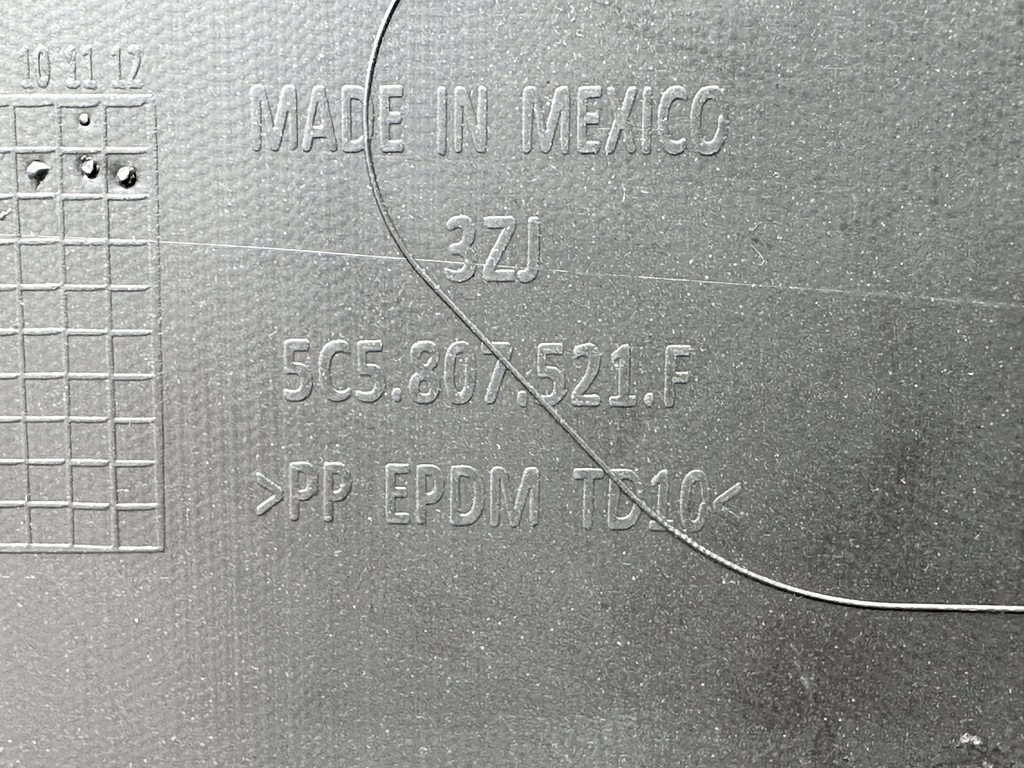 10 11 12
MADE IN MEXICO
3ZJ
5C5.807.521.F
>PP EPDM TD10<